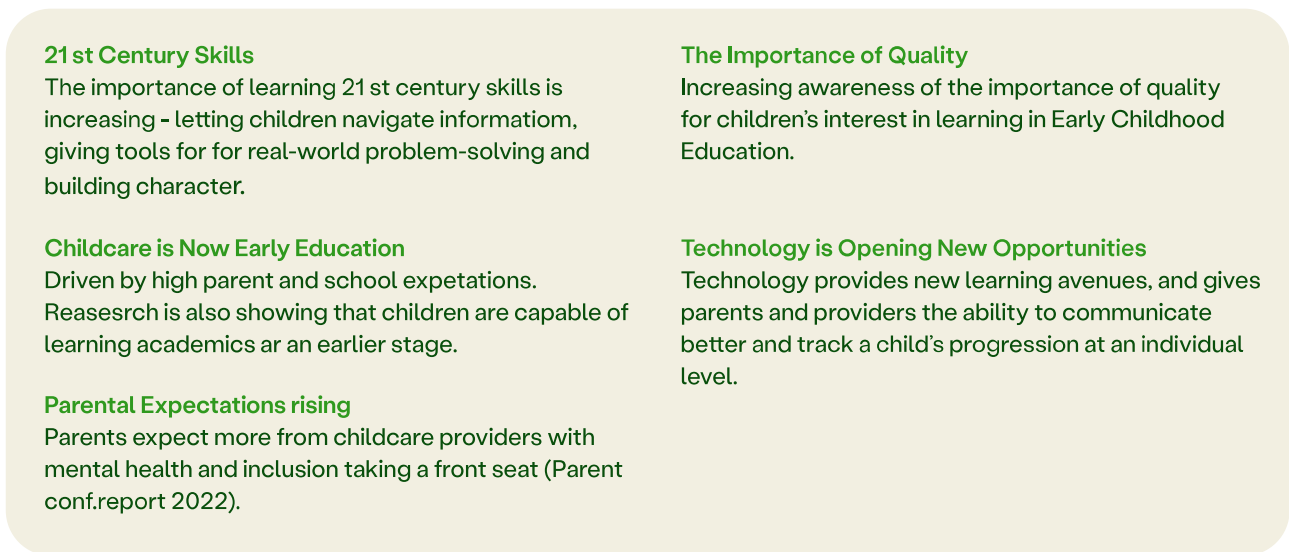 21st Century Skills
The importance of learning 21 st century skills is
increasing - letting children navigate informatiom,
giving tools for for real-world problem-solving and
building character.
Childcare is Now Early Education
Driven by high parent and school expetations.
Reasesrch is also showing that children are capable of
learning academics ar an earlier stage.
Parental Expectations rising
Parents expect more from childcare providers with
mental health and inclusion taking a front seat (Parent
conf.report 2022).
The Importance of Quality
Increasing awareness of the importance of quality
for children's interest in learning in Early Childhood
Education.
Technology is Opening New Opportunities
Technology provides new learning avenues, and gives
parents and providers the ability to communicate
better and track a child's progression at an individual
level.